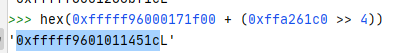 >>> hex(0xfffff96000171f00 + (0xffa261c0 >> 4))
'0xfffff9601011451cL'